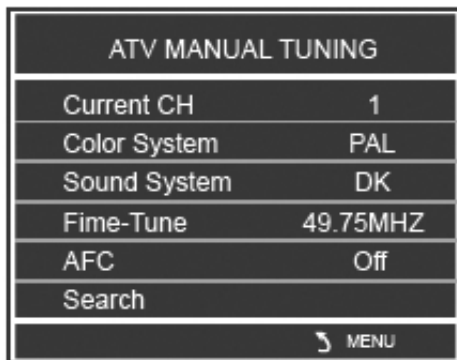 ATV MANUAL TUNING
Current CH 1
Color System PAL
Sound System DK
Fime-Tune 49.75MHZ
AFC Off
Search
MENU